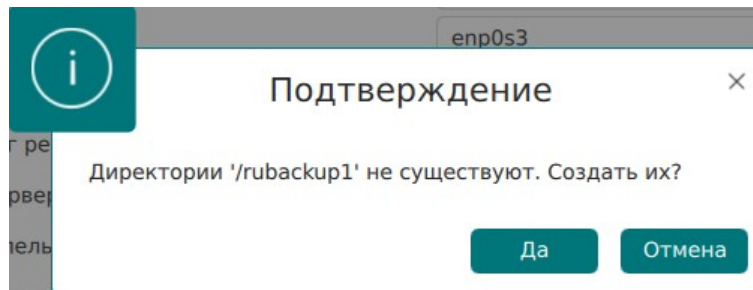 enp0s3
Подтверждение
Директории '/rubackup1' не существуют. Создать их?
Да
Отмена